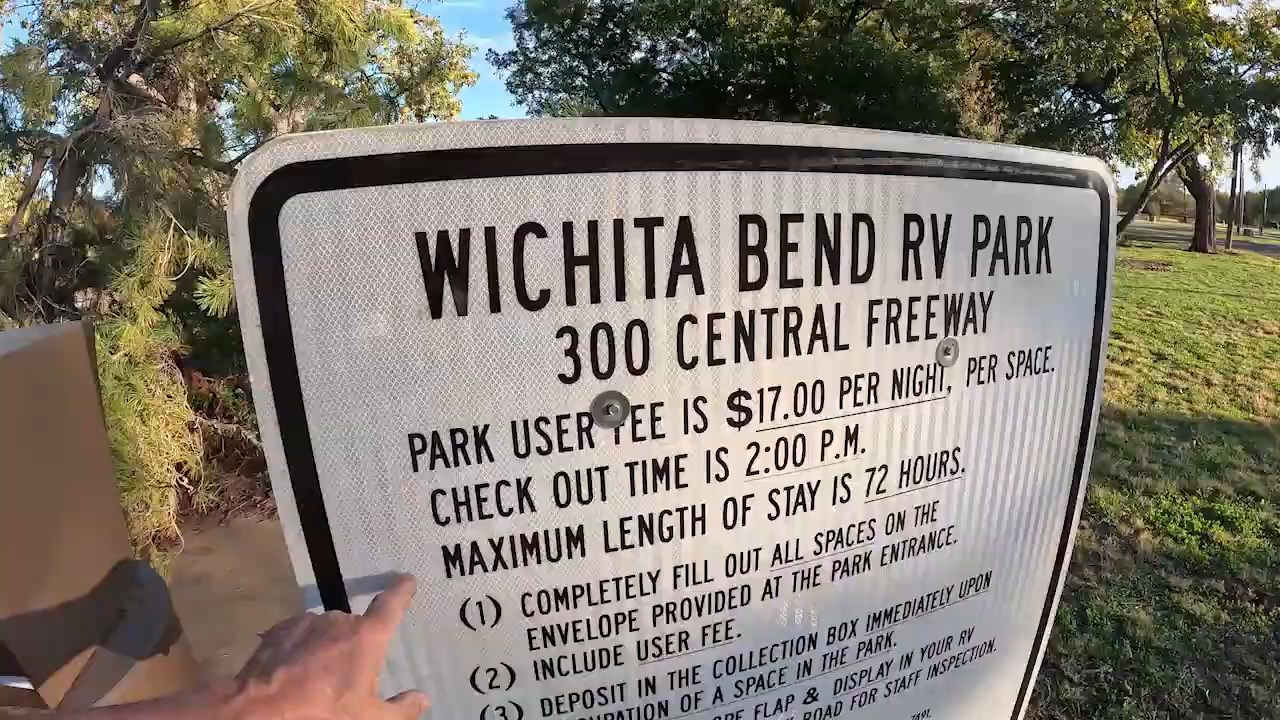 WICHITA BEND RV PARK
300 CENTRAL FREEWAY
PARK USER FEE IS $17.00 PER NIGHT, PER SPACE.
CHECK OUT TIME IS 2:00 P.M.
MAXIMUM LENGTH OF STAY IS 72 HOURS.
(1) COMPLETELY FILL OUT ALL SPACES ON THE
ENVELOPE PROVIDED AT THE PARK ENTRANCE.
(2) INCLUDE USER FEE.
(3) DEPOSIT IN THE COLLECTION BOX IMMEDIATELY UPON
OF A SPACE IN THE PARK.
FLAP & DISPLAY IN YOUR RV
ROAD FOR STAFF INSPECTION.
7491.